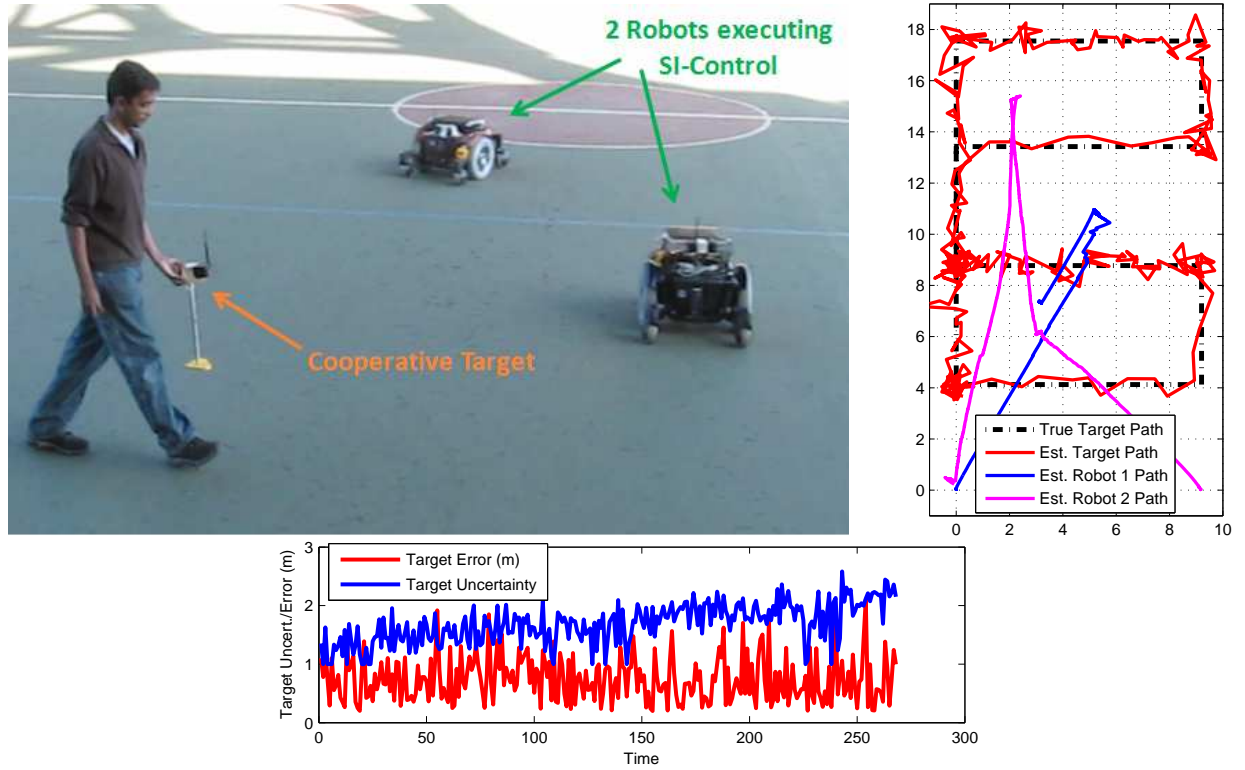 2 Robots executing
SI-Control
Cooperative Target
18
16
14
12
10
8
6
4
2
0
0
2
4
6
8
10
True Target Path
Est. Target Path
Est. Robot 1 Path
Est. Robot 2 Path
3
2
1
0
Target Uncert./Error (m)
Target Error (m)
Target Uncertainty
0
50
100
150
200
250
300
Time